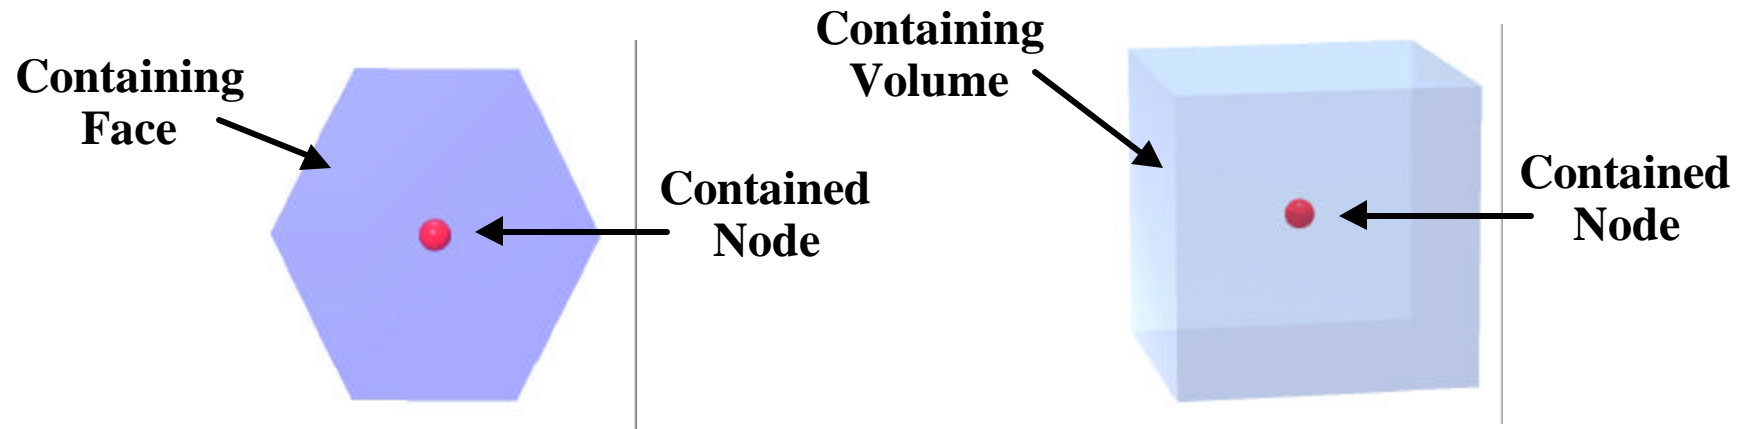 Containing
Face
Contained
Node
Containing
Volume
Contained
Node